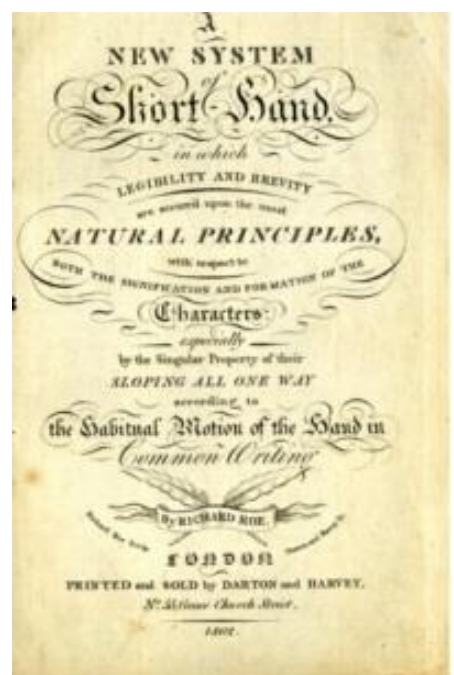 A
NEW SYSTEM
of
Short-Hand,
in which
LEGIBILITY AND BREVITY
are secured upon the most
NATURAL PRINCIPLES,
with respect to
BOTH THE SIGNIFICATION AND FORMATION OF THE
Characters:
especially
by the Singular Property of their
SLOPING ALL ONE WAY
according to
the Habitual Motion of the Hand in
Common Writing
By RICHARD ROE.
LONDON
PRINTED and SOLD by DARTON and HARVEY,
Church Street,
1802.